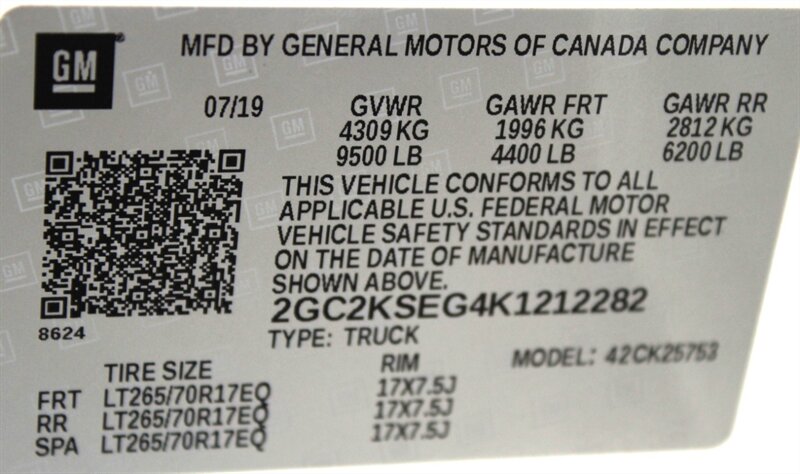 GM
MFD BY GENERAL MOTORS OF CANADA COMPANY
07/19 GVWR GAWR FRT GAWR RR
4309 KG 1996 KG 2812 KG
9500 LB 4400 LB 6200 LB
THIS VEHICLE CONFORMS TO ALL
APPLICABLE U.S. FEDERAL MOTOR
VEHICLE SAFETY STANDARDS IN EFFECT
ON THE DATE OF MANUFACTURE
SHOWN ABOVE.
2GC2KSEG4K1212282
8624
TYPE: TRUCK
MODEL: 42CK25753
TIRE SIZE RIM
FRT LT265/70R17EQ 17X7.5J
RR LT265/70R17EQ 17X7.5J
SPA LT265/70R17EQ 17X7.5J